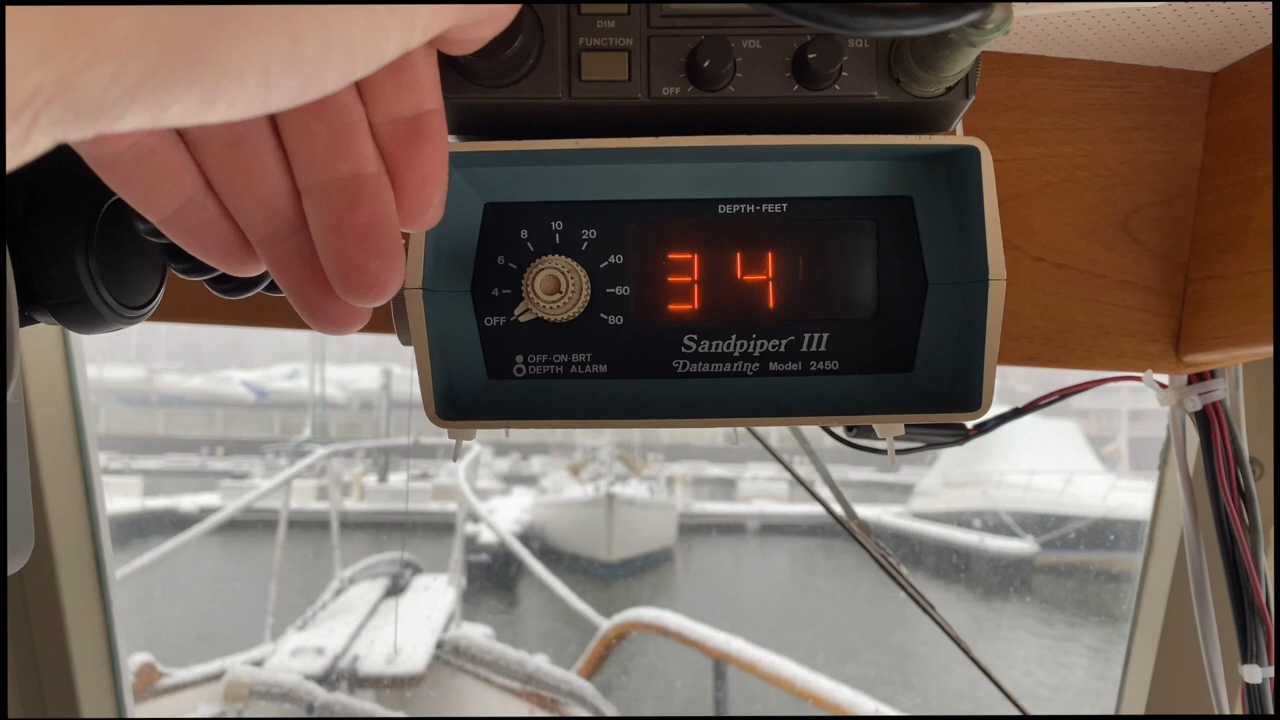 DIM
FUNCTION
VOL
SQL
OFF
DEPTH-FEET
10
8 20
6 40
4 60
OFF 80
34
Sandpiper III
OFF-ON-BRT
DEPTH ALARM
Datamarine Model 2450